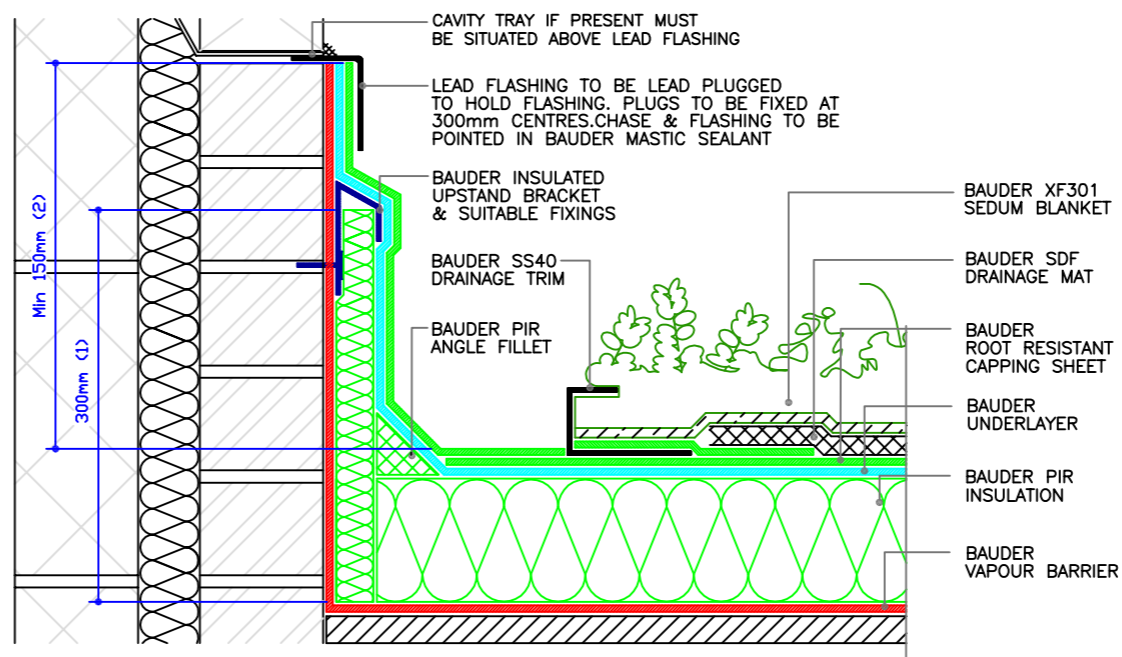 CAVITY TRAY IF PRESENT MUST
BE SITUATED ABOVE LEAD FLASHING
LEAD FLASHING TO BE LEAD PLUGGED
TO HOLD FLASHING. PLUGS TO BE FIXED AT
300mm CENTRES.CHASE & FLASHING TO BE
POINTED IN BAUDER MASTIC SEALANT
BAUDER INSULATED
UPSTAND BRACKET
& SUITABLE FIXINGS
BAUDER SS40
DRAINAGE TRIM
BAUDER PIR
ANGLE FILLET
Min 150mm (2)
300mm (1)
BAUDER XF301
SEDUM BLANKET
BAUDER SDF
DRAINAGE MAT
BAUDER
ROOT RESISTANT
CAPPING SHEET
BAUDER
UNDERLAYER
BAUDER PIR
INSULATION
BAUDER
VAPOUR BARRIER